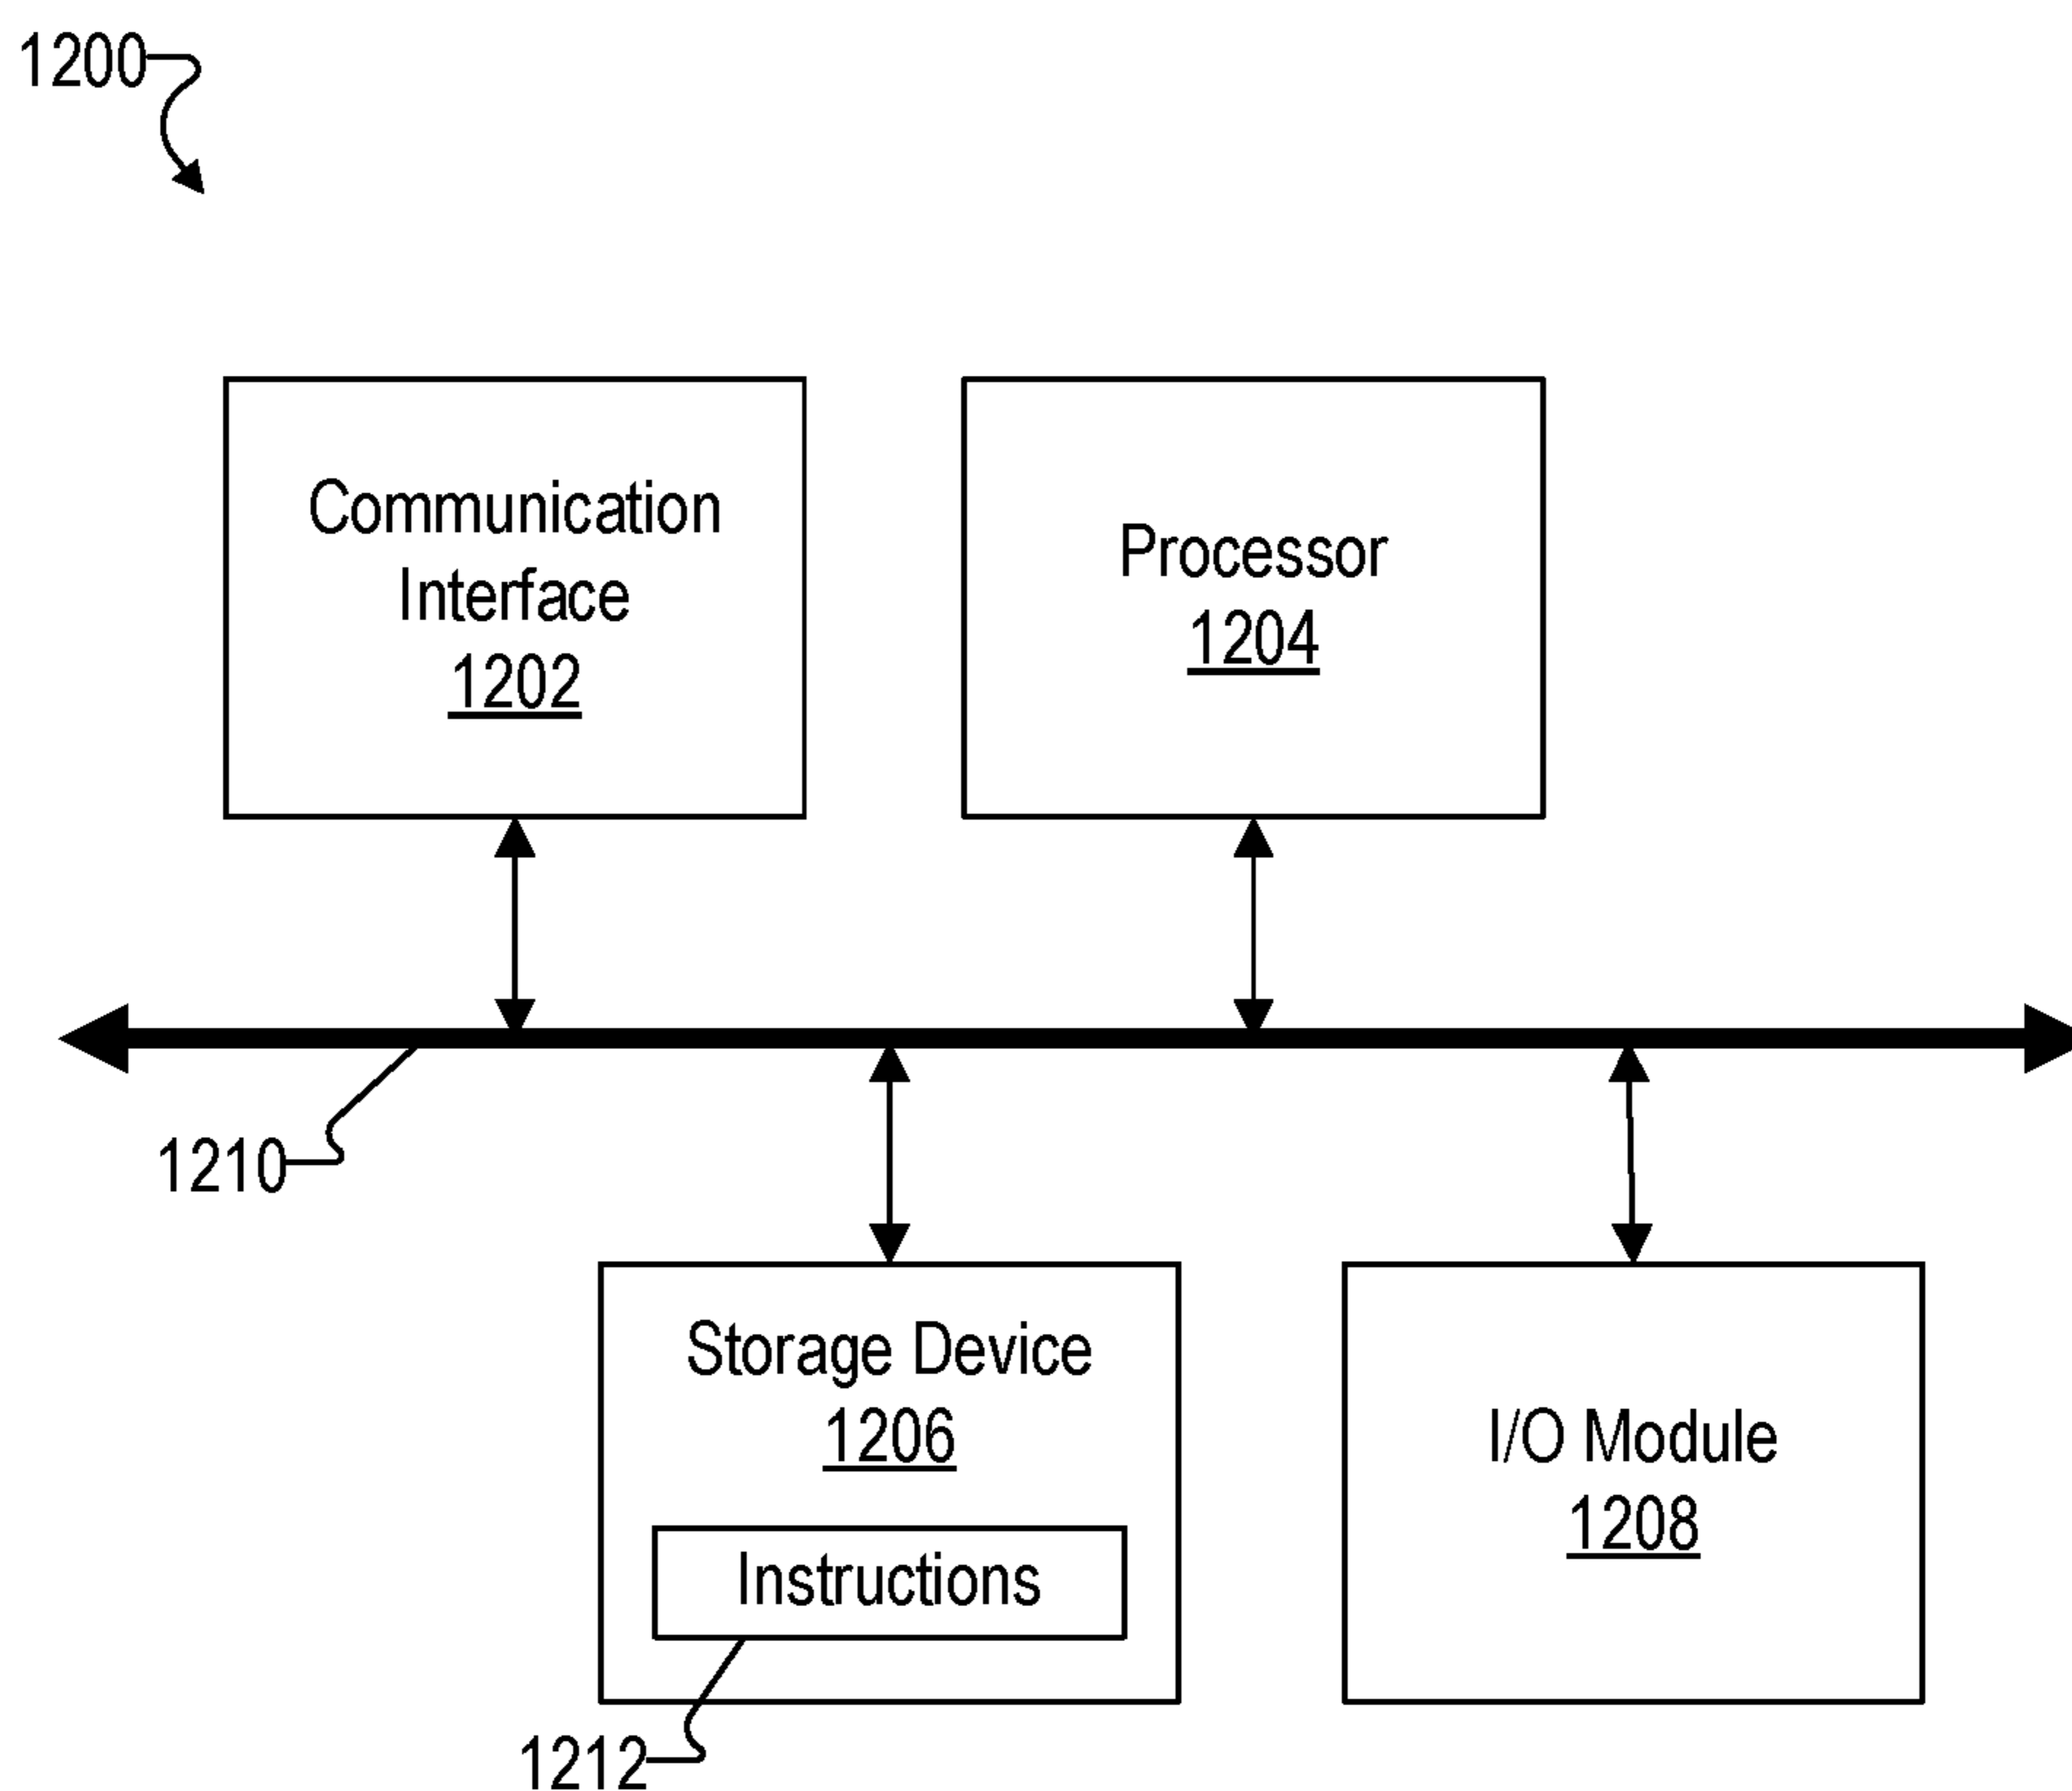 1200
Communication
Interface
1202
Processor
1204
1210
Storage Device
1206
Instructions
1212
I/O Module
1208